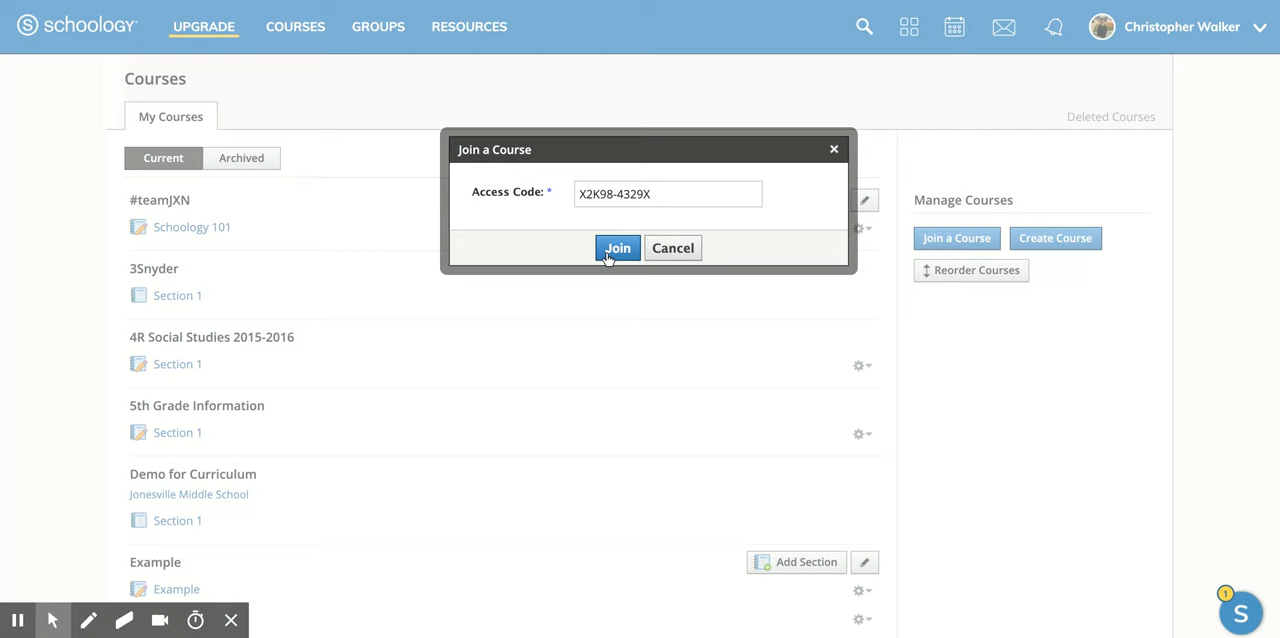 schoology UPGRADE COURSES GROUPS RESOURCES Christopher Walker
Courses
My Courses Deleted Courses
Current Archived
Join a Course ×
Access Code: * X2K98-4329X
Join Cancel
#teamJXN
Schoology 101
3Snyder
Section 1
4R Social Studies 2015-2016
Section 1
5th Grade Information
Section 1
Demo for Curriculum
Jonesville Middle School
Section 1
Example Add Section
Example
Manage Courses
Join a Course Create Course
Reorder Courses
1
S